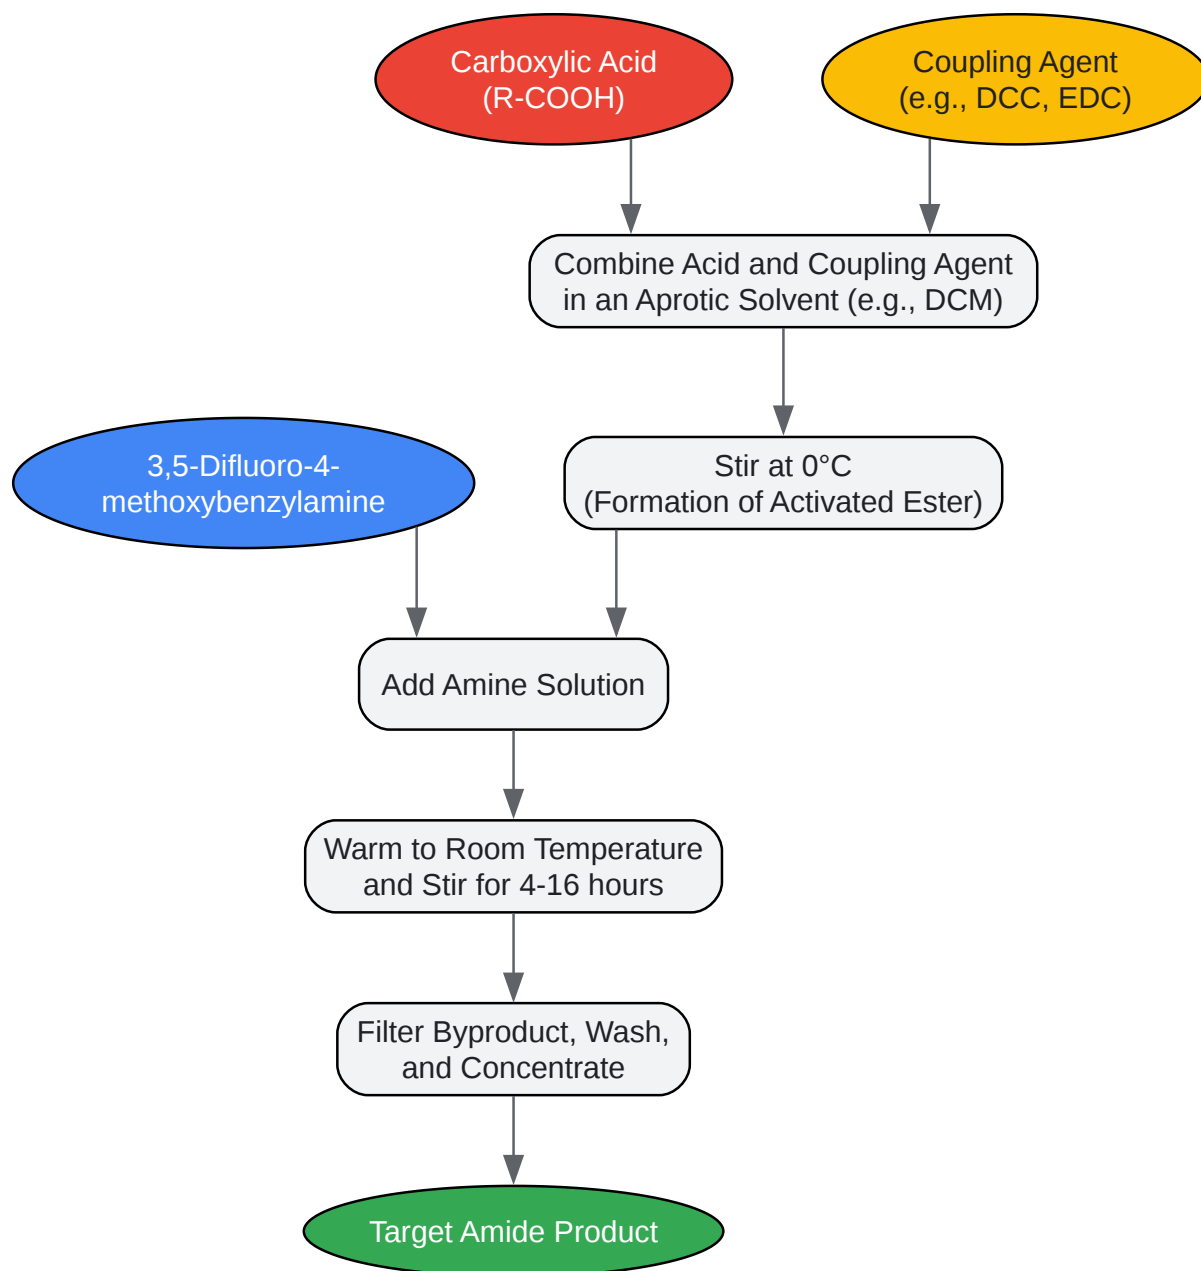 Carboxylic Acid
(R-COOH)
Coupling Agent
(e.g., DCC, EDC)
Combine Acid and Coupling Agent
in an Aprotic Solvent (e.g., DCM)
3,5-Difluoro-4-
methoxybenzylamine
Stir at 0°C
(Formation of Activated Ester)
Add Amine Solution
Warm to Room Temperature
and Stir for 4-16 hours
Filter Byproduct, Wash,
and Concentrate
Target Amide Product